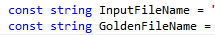 const string InputFileName = "
const string GoldenFileName =